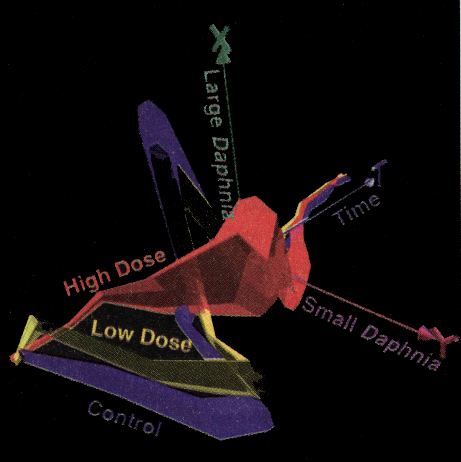 X
Large Daphnia
T
Time
High Dose
Small Daphnia
Y
Low Dose
Control